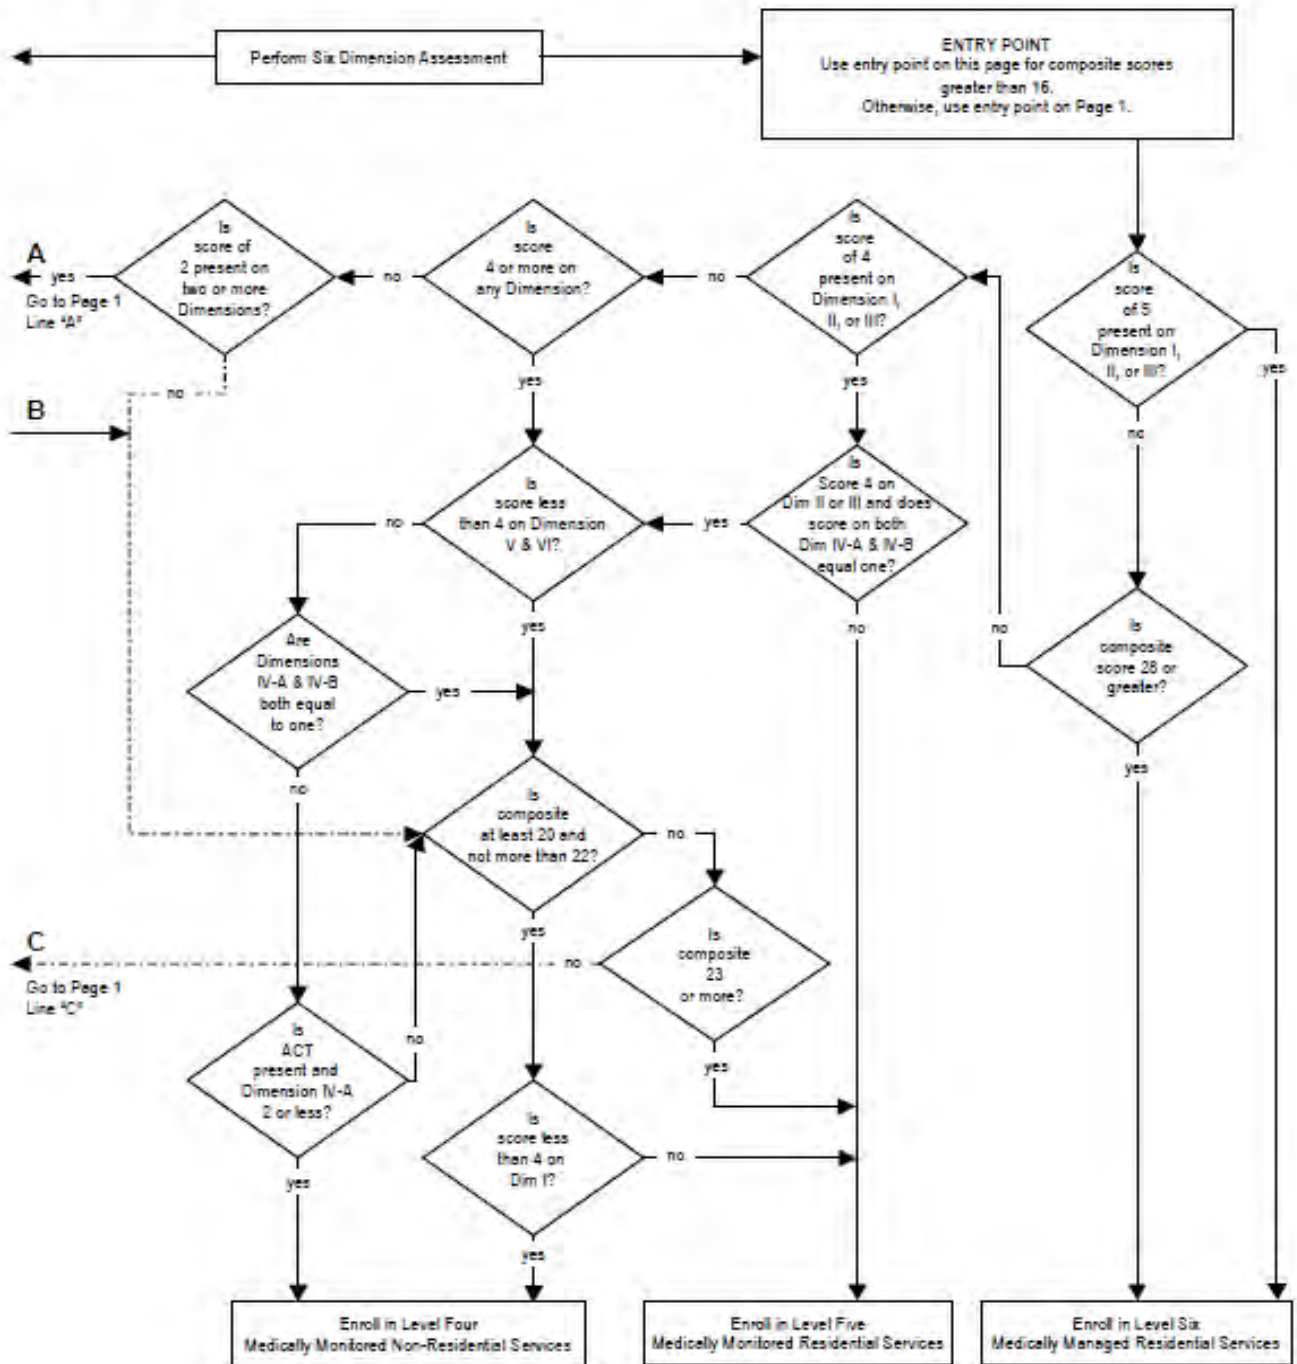 Perform Six Dimension Assessment
ENTRY POINT
Use entry point on this page for composite scores
greater than 16.
Otherwise, use entry point on Page 1.
A
yes
Go to Page 1
Line "A"
Is
score of
2 present on
two or more
Dimensions?
no
Is
score
4 or more on
any Dimension?
no
Is
score
of 4
present on
Dimension I,
II, or III?
Is
score
of 5
present on
Dimension I,
II, or III?
yes
no
yes
yes
B
no
Is
score less
than 4 on Dimension
V & VI?
no
yes
Is
Score 4 on
Dim II or III and does
score on both
Dim IV-A & IV-B
equal one?
yes
no
no
Are
Dimensions
IV-A & IV-B
both equal
to one?
yes
Is
composite
score 28 or
greater?
yes
no
Is
composite
at least 20 and
not more than 22?
no
yes
C
Go to Page 1
Line "C"
no
Is
composite
23
or more?
yes
Is
ACT
present and
Dimension IV-A
2 or less?
no
yes
Is
score less
than 4 on
Dim I?
no
yes
Enroll in Level Four
Medically Monitored Non-Residential Services
Enroll in Level Five
Medically Monitored Residential Services
Enroll in Level Six
Medically Managed Residential Services